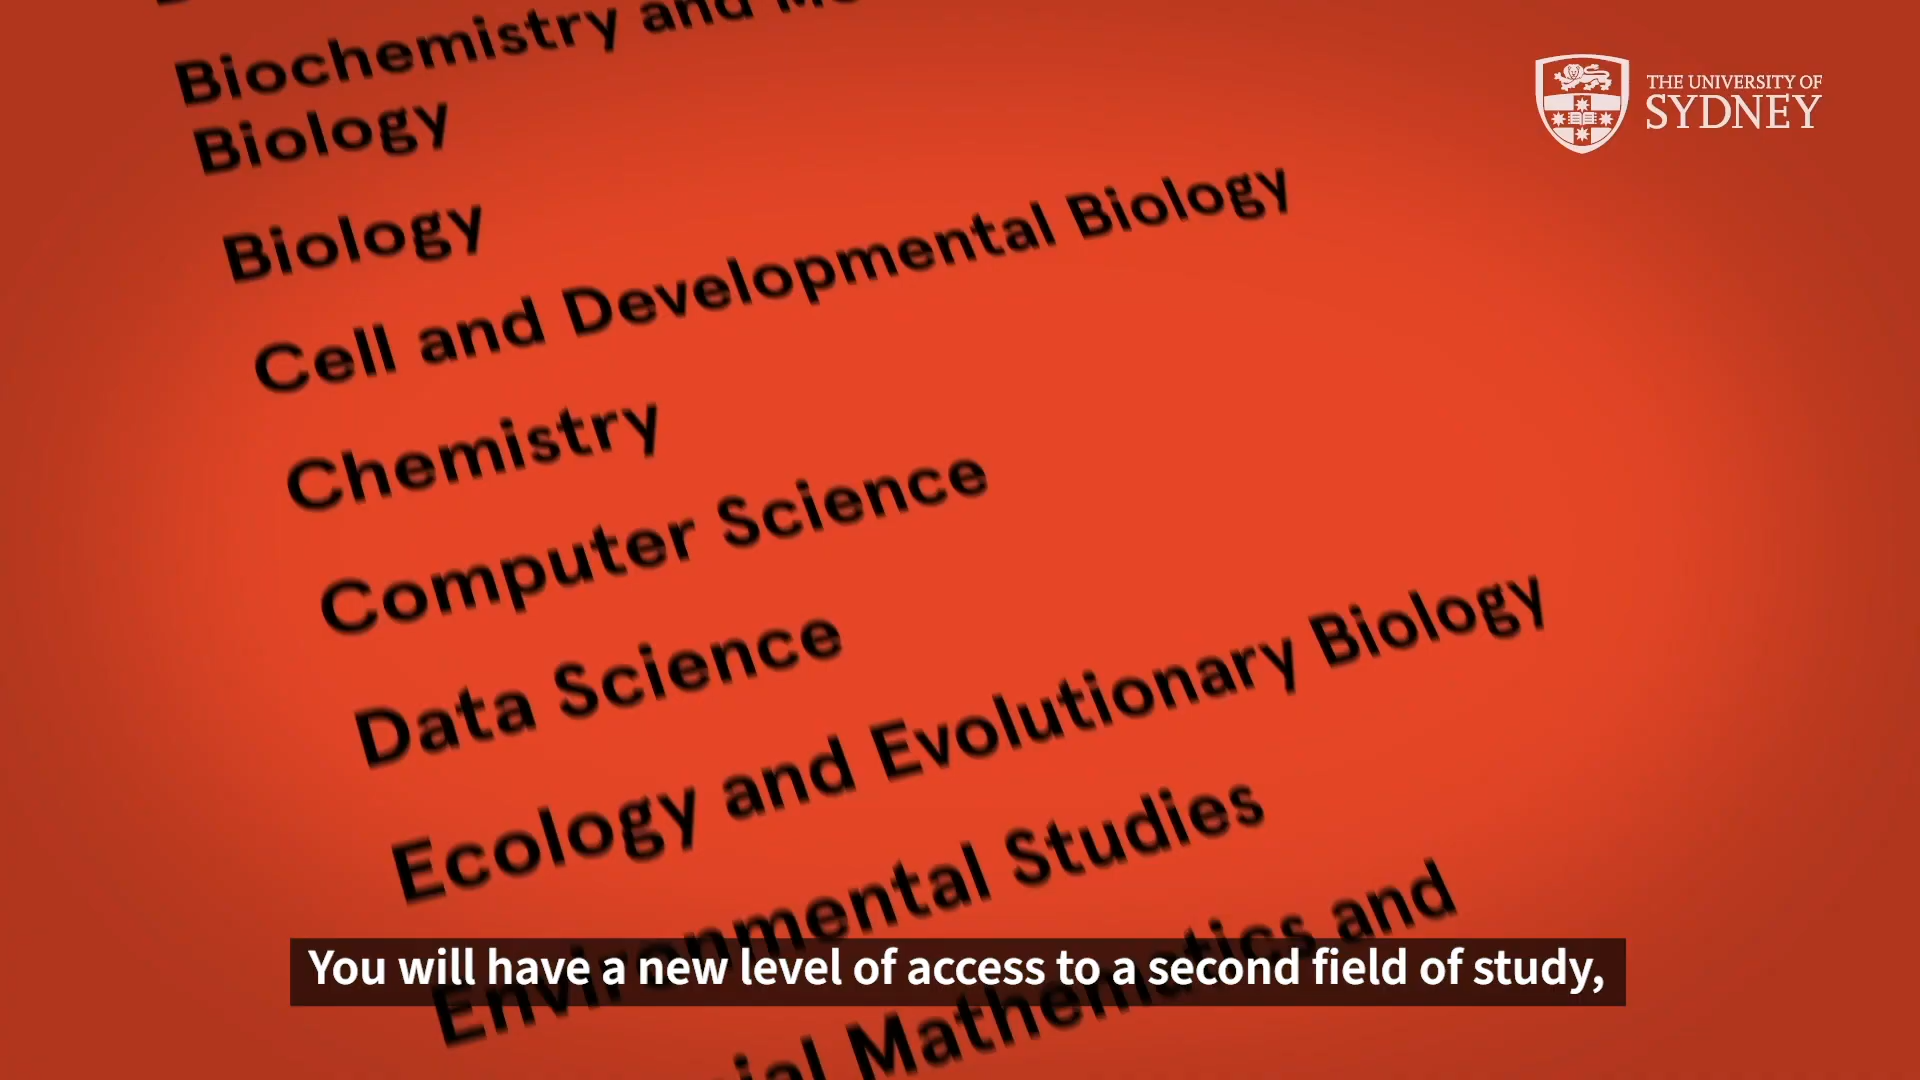 Biochemistry and
Biology
Biology
Cell and Developmental Biology
Chemistry
Computer Science
Data Science
Ecology and Evolutionary Biology
Environmental Studies
Mathematics and
THE UNIVERSITY OF
SYDNEY
You will have a new level of access to a second field of study,